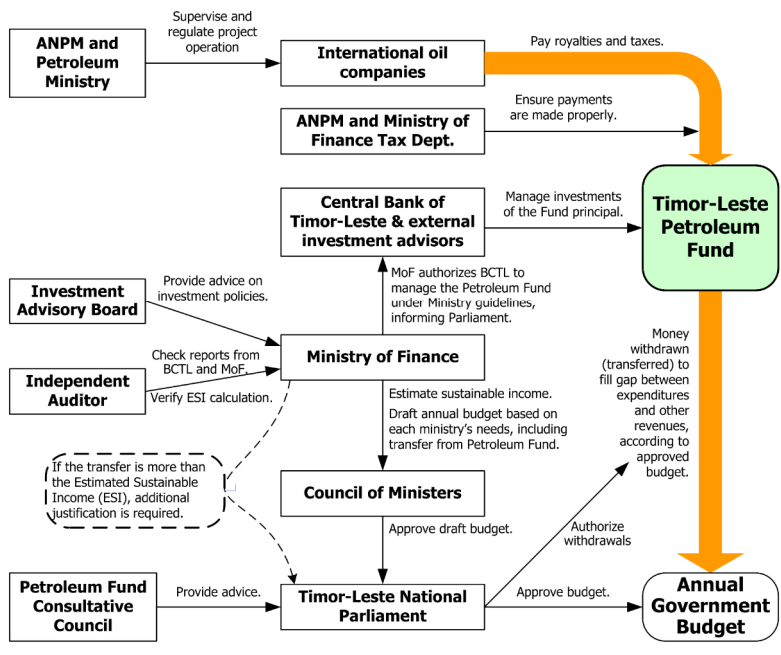 ANPM and
Petroleum
Ministry
Supervise and
regulate project
operation
International oil
companies
Pay royalties and taxes.
ANPM and Ministry of
Finance Tax Dept.
Ensure payments
are made properly.
Central Bank of
Timor-Leste & external
investment advisors
Manage investments
of the Fund principal.
Timor-Leste
Petroleum
Fund
MoF authorizes BCTL to
manage the Petroleum Fund
under Ministry guidelines,
informing Parliament.
Investment
Advisory Board
Provide advice on
investment policies.
Ministry of Finance
Independent
Auditor
Check reports from
BCTL and MoF.
Verify ESI calculation.
Estimate sustainable income.
Draft annual budget based on
each ministry's needs, including
transfer from Petroleum Fund.
Money
withdrawn
(transferred) to
fill gap between
expenditures
and other
revenues,
according to
approved
budget.
If the transfer is more than
the Estimated Sustainable
Income (ESI), additional
justification is required.
Council of Ministers
Approve draft budget.
Authorize
withdrawals
Petroleum Fund
Consultative
Council
Provide advice.
Timor-Leste National
Parliament
Approve budget.
Annual
Government
Budget